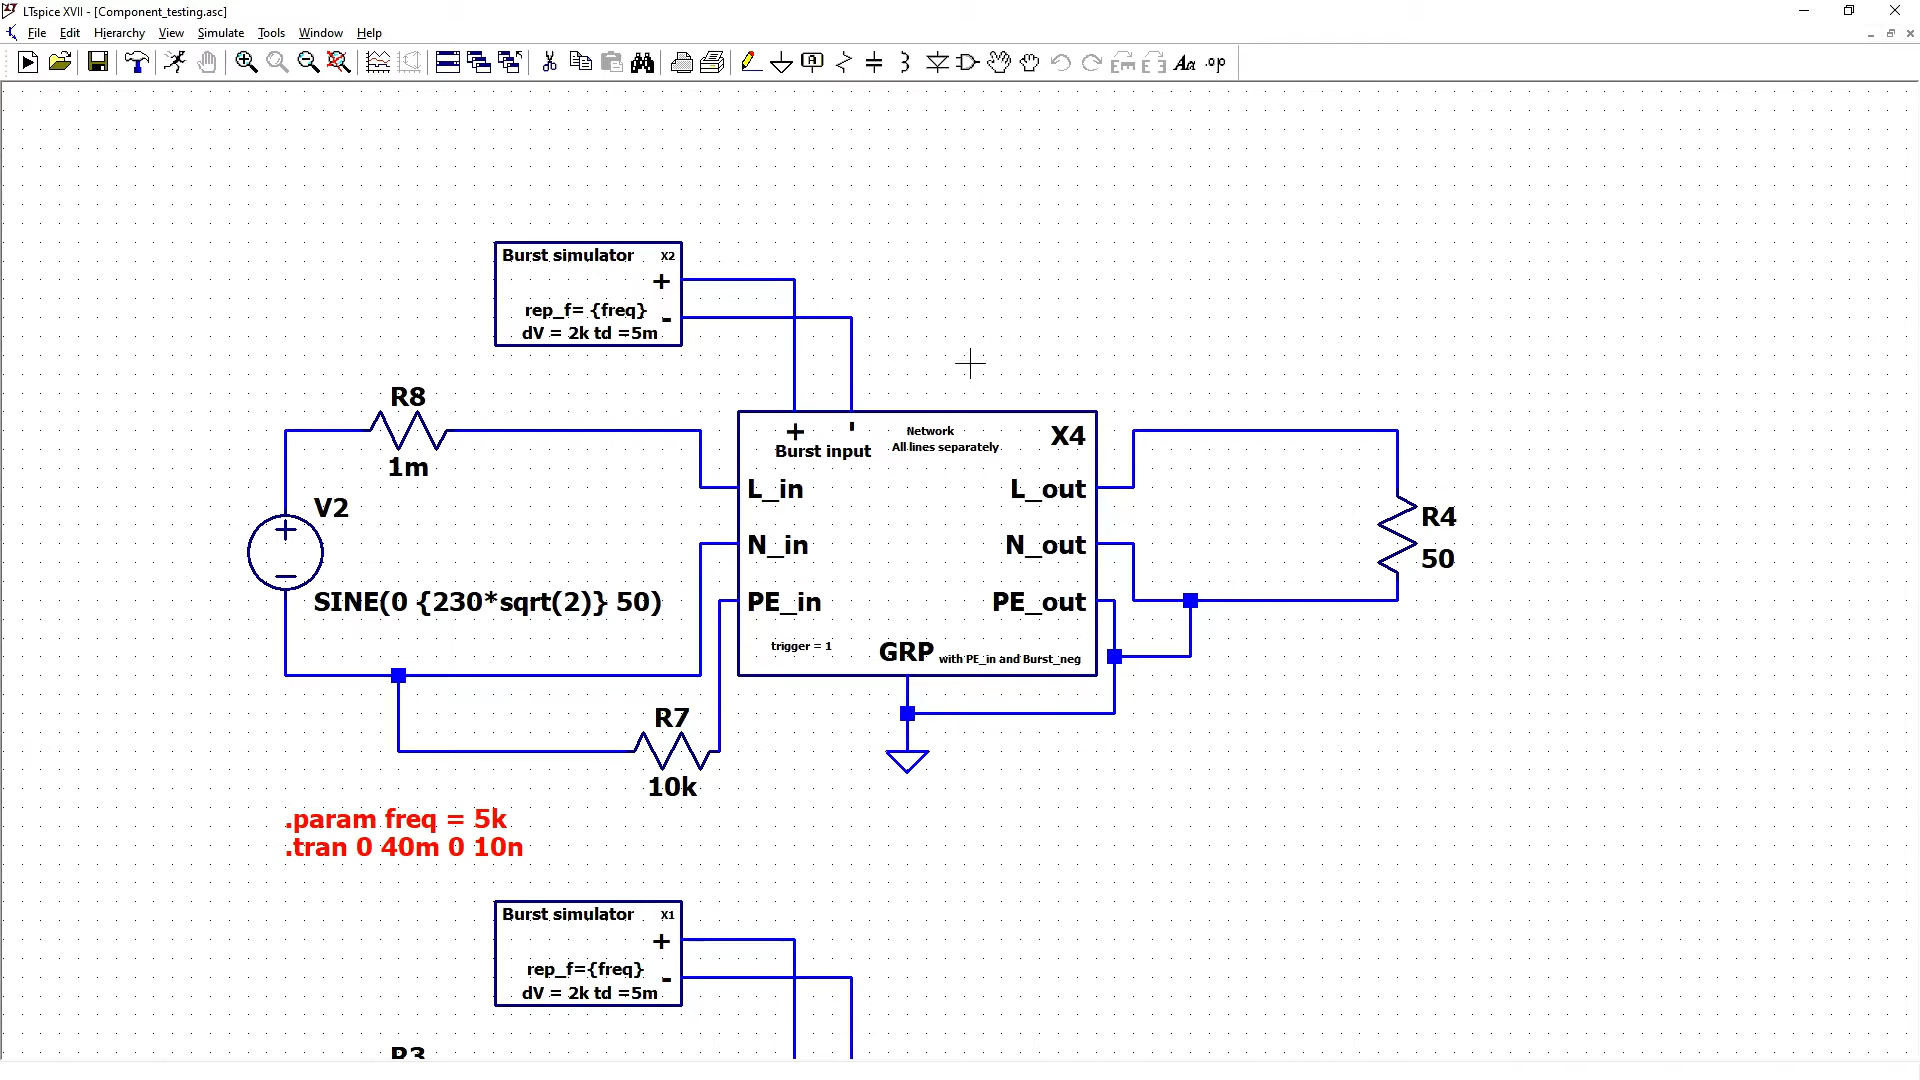 LTspice XVII - [Component_testing.asc]
File Edit Hierarchy View Simulate Tools Window Help
Aa .op
Burst simulator X2
+
rep_f= {freq} -
dV = 2k td =5m
R8
1m
V2
SINE(0 {230*sqrt(2)} 50)
+ - Network X4
Burst input All lines separately
L_in L_out
N_in N_out
PE_in PE_out
trigger = 1 GRP with PE_in and Burst_neg
R4
50
R7
10k
.param freq = 5k
.tran 0 40m 0 10n
Burst simulator X1
+
rep_f={freq} -
dV = 2k td =5m
R3